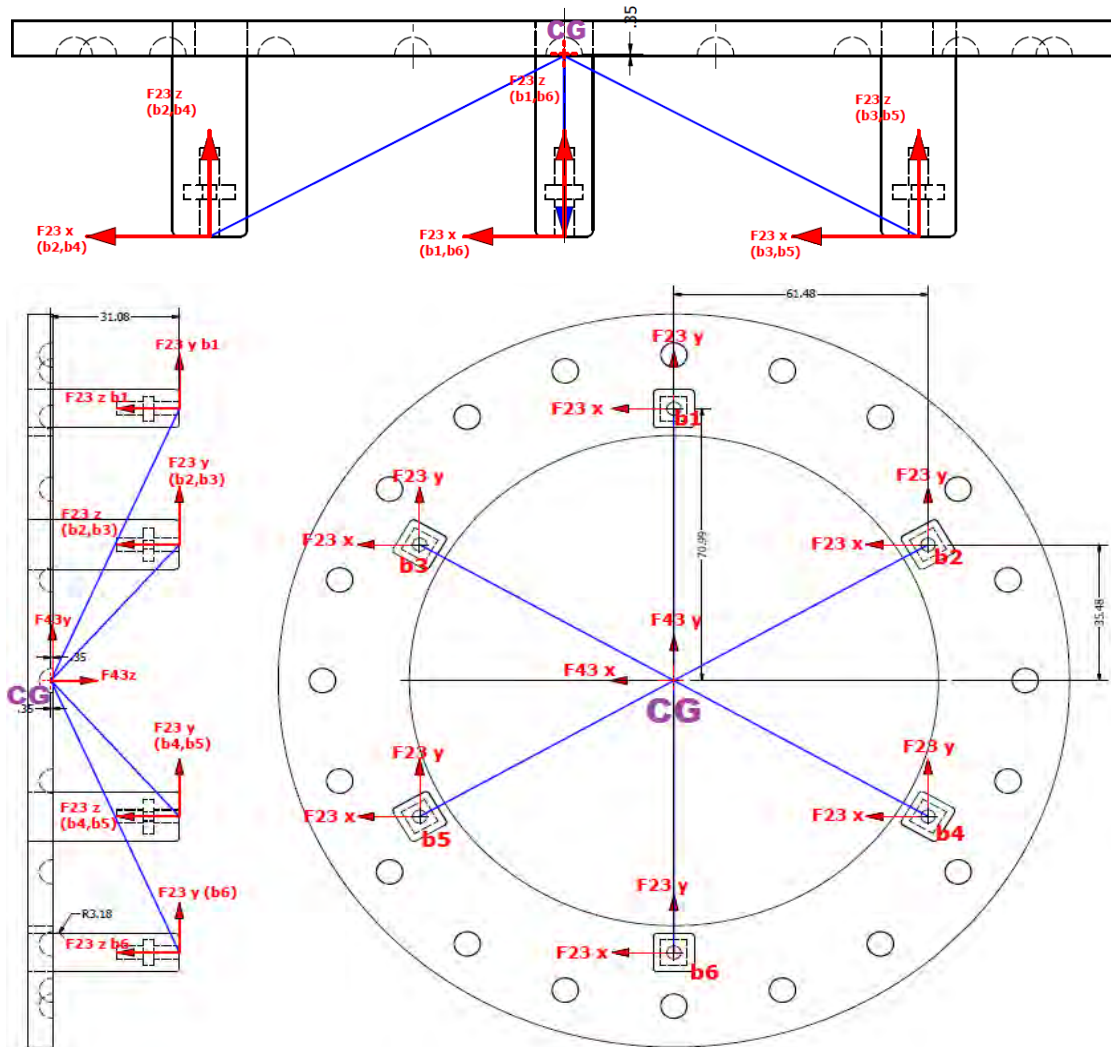 CG
.35
F23 z
(b2,b4)
F23 z
(b1,b6)
F23 z
(b3,b5)
F23 x
(b2,b4)
F23 x
(b1,b6)
F23 x
(b3,b5)
31.08
F23 y b1
F23 z b1
F23 y
(b2,b3)
F23 z
(b2,b3)
F43y
.35
F43z
CG
.35
F23 y
(b4,b5)
F23 z
(b4,b5)
F23 y (b6)
R3.18
F23 z b6
61.48
F23 y
F23 x
b1
F23 y
F23 y
F23 x
b3
F23 x
b2
70.99
35.48
F43 y
F43 x
CG
F23 y
F23 y
F23 x
b5
F23 x
b4
F23 y
F23 x
b6